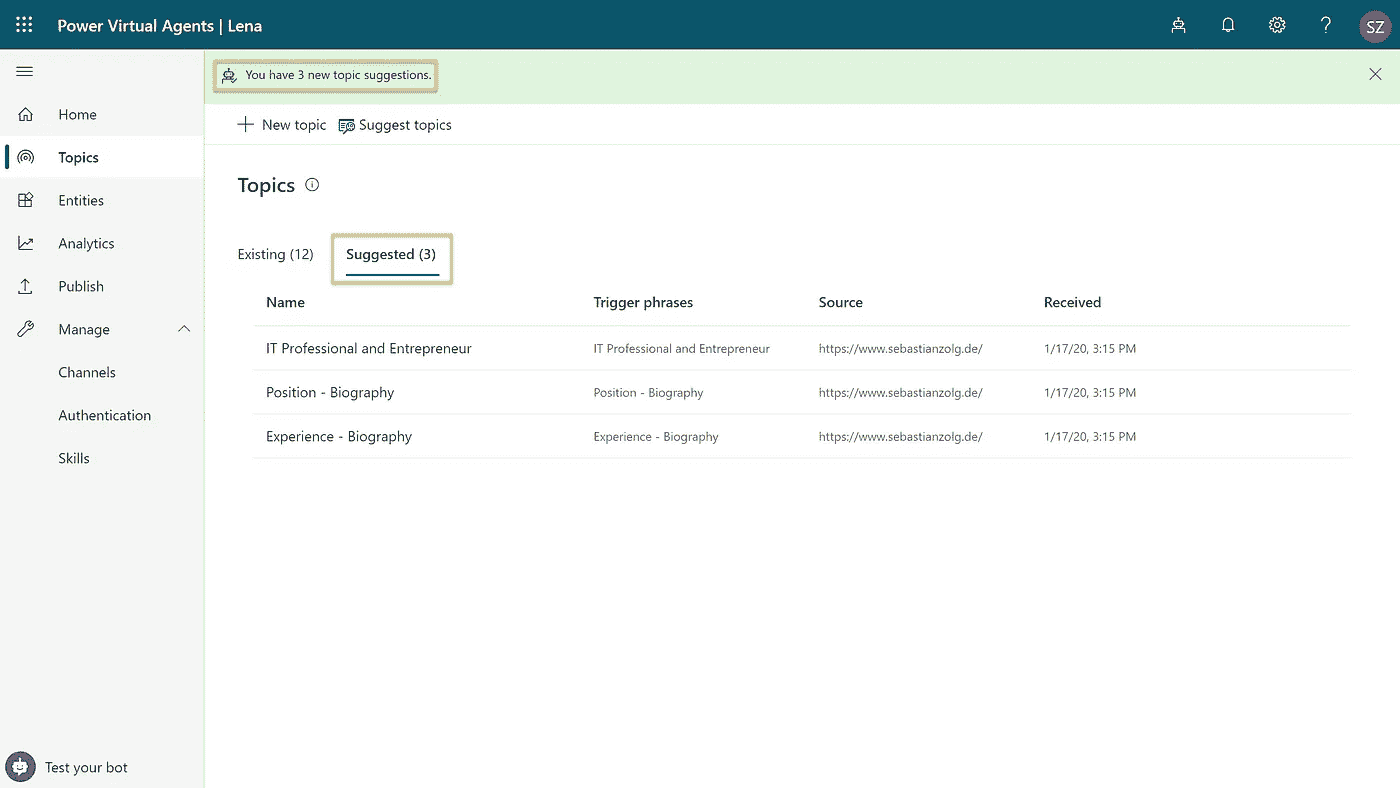 Power Virtual Agents | Lena
? SZ
You have 3 new topic suggestions.
Home
Topics
Entities
Analytics
Publish
Manage
Channels
Authentication
Skills
Test your bot
New topic Suggest topics
Topics
Existing (12) Suggested (3)
Name Trigger phrases Source Received
IT Professional and Entrepreneur IT Professional and Entrepreneur https://www.sebastianzolg.de/ 1/17/20, 3:15 PM
Position - Biography Position - Biography https://www.sebastianzolg.de/ 1/17/20, 3:15 PM
Experience - Biography Experience - Biography https://www.sebastianzolg.de/ 1/17/20, 3:15 PM